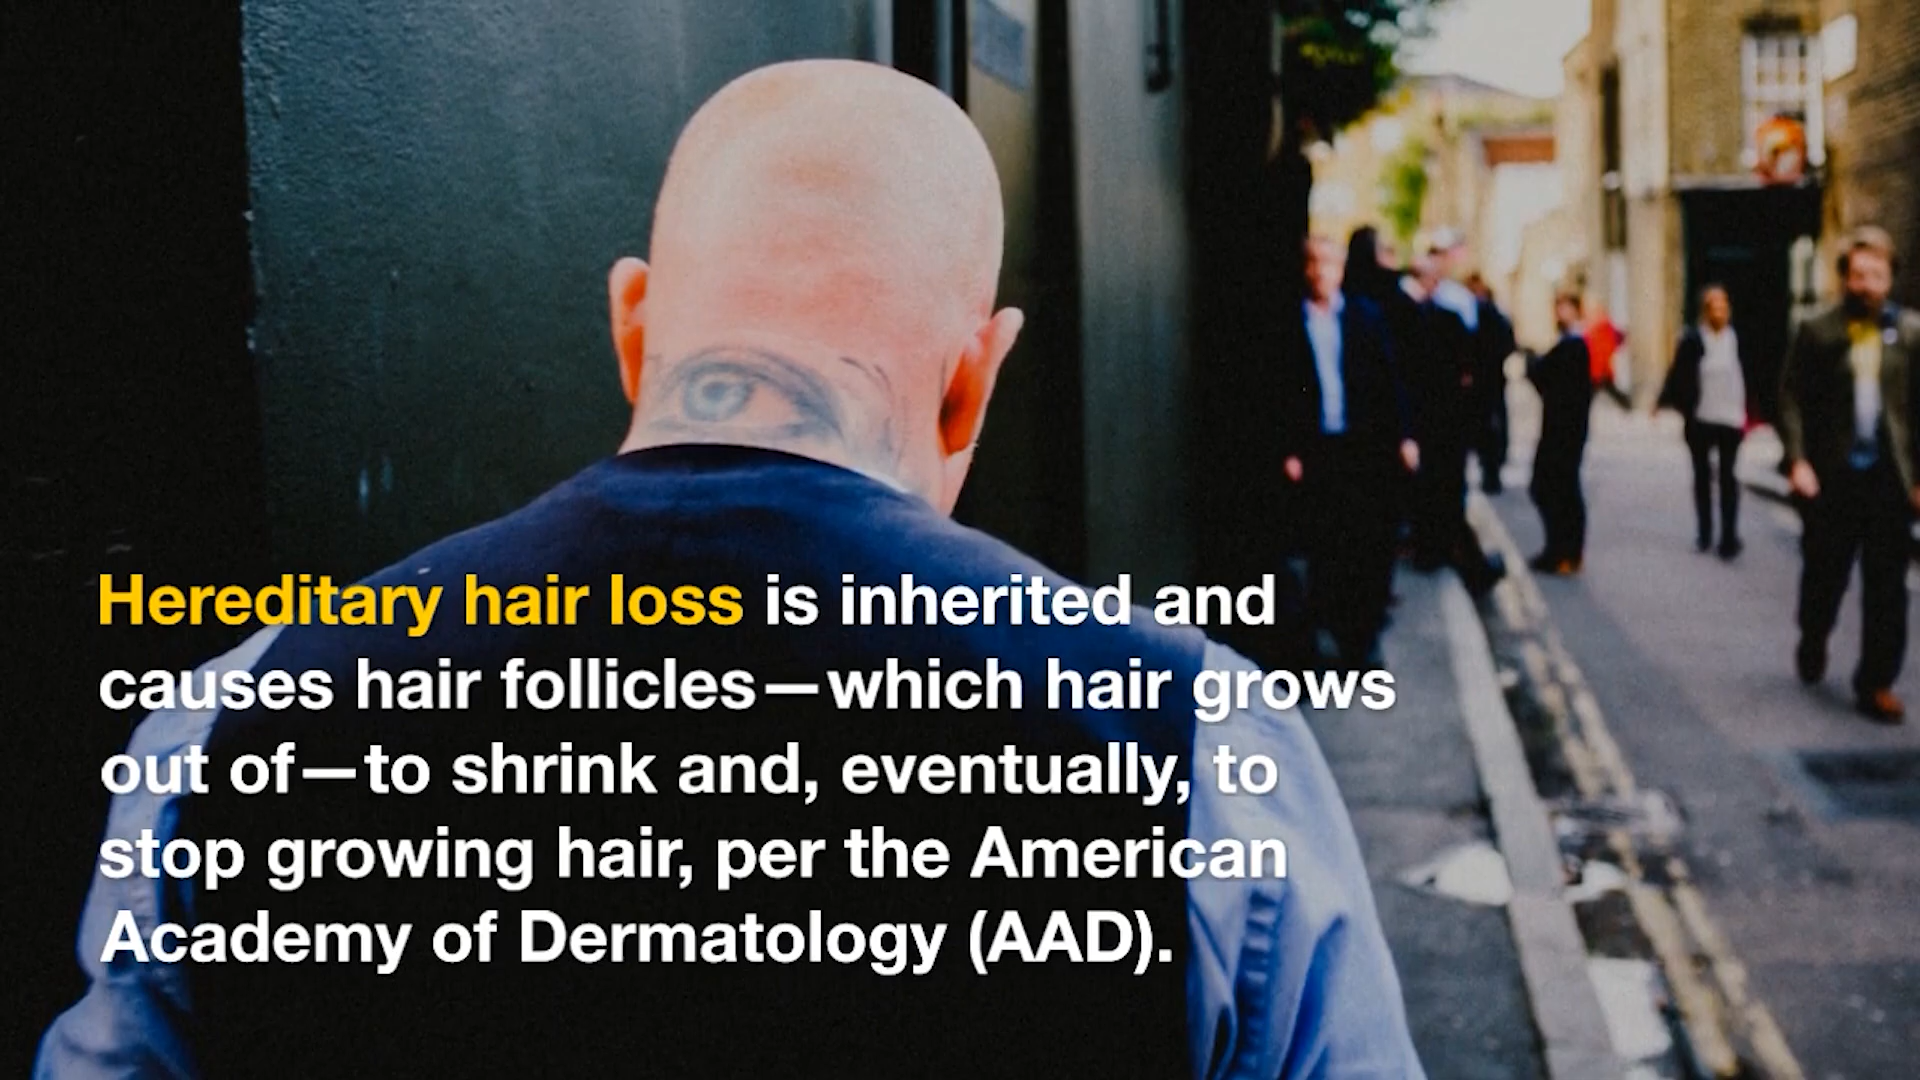 Hereditary hair loss is inherited and
causes hair follicles—which hair grows
out of—to shrink and, eventually, to
stop growing hair, per the American
Academy of Dermatology (AAD).